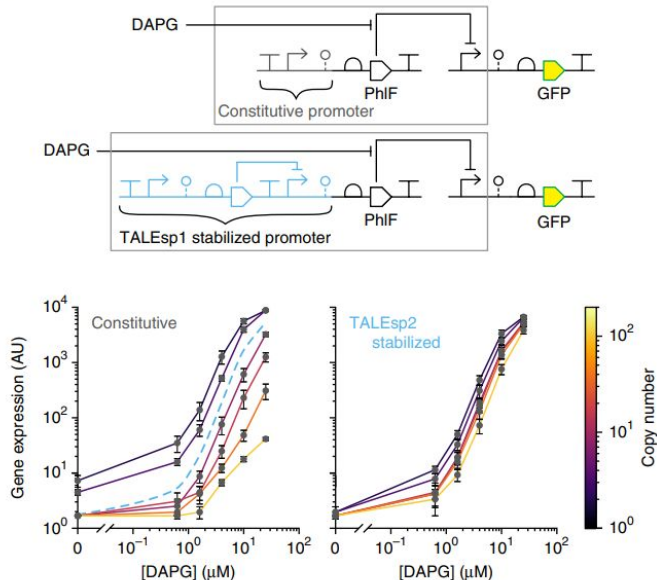 DAPG
PhlF
GFP
Constitutive promoter
DAPG
PhlF
GFP
TALEsp1 stabilized promoter
Gene expression (AU)
10⁴
10³
10²
10¹
10⁰
Constitutive
0
10⁻¹
10⁰
10¹
10²
[DAPG] (μM)
TALEsp2
stabilized
0
10⁻¹
10⁰
10¹
10²
[DAPG] (μM)
10²
10¹
10⁰
Copy number